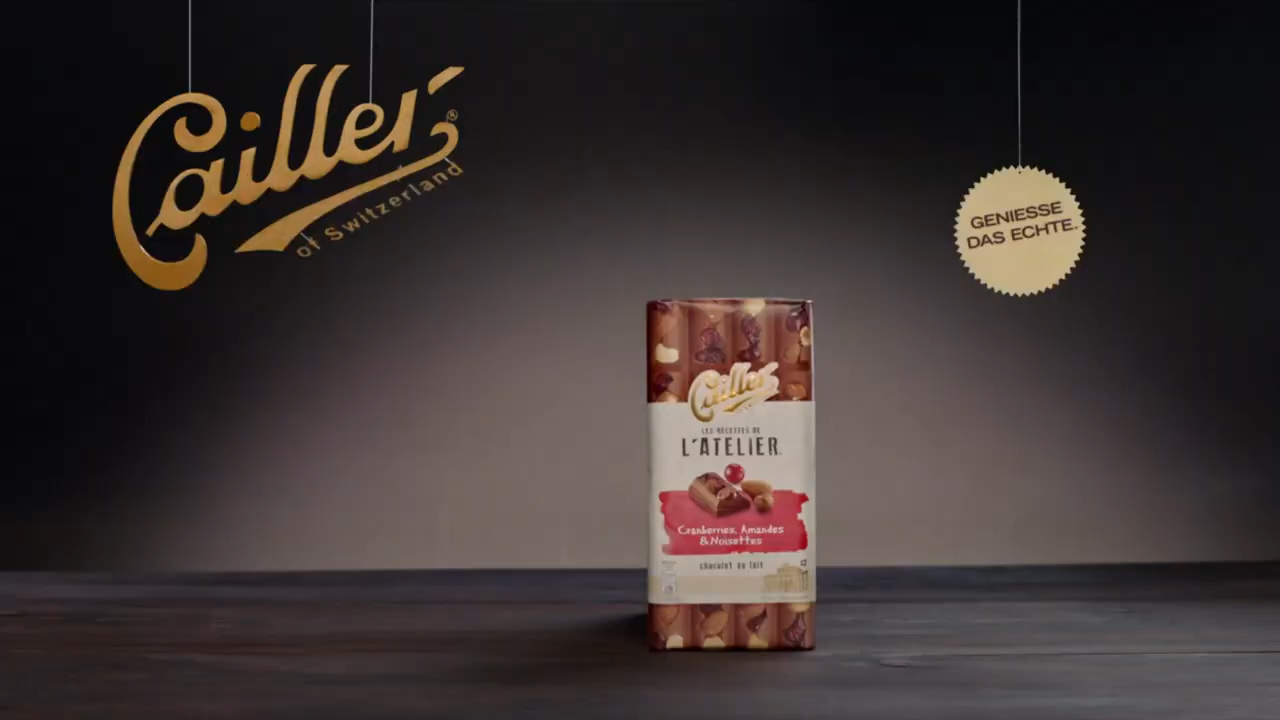 Cailler®
of Switzerland
GENIESSE
DAS ECHTE.
Cailler
LES RECETTES DE
L'ATELIER.
Cranberries, Amandes
& Noisettes
chocolat au lait